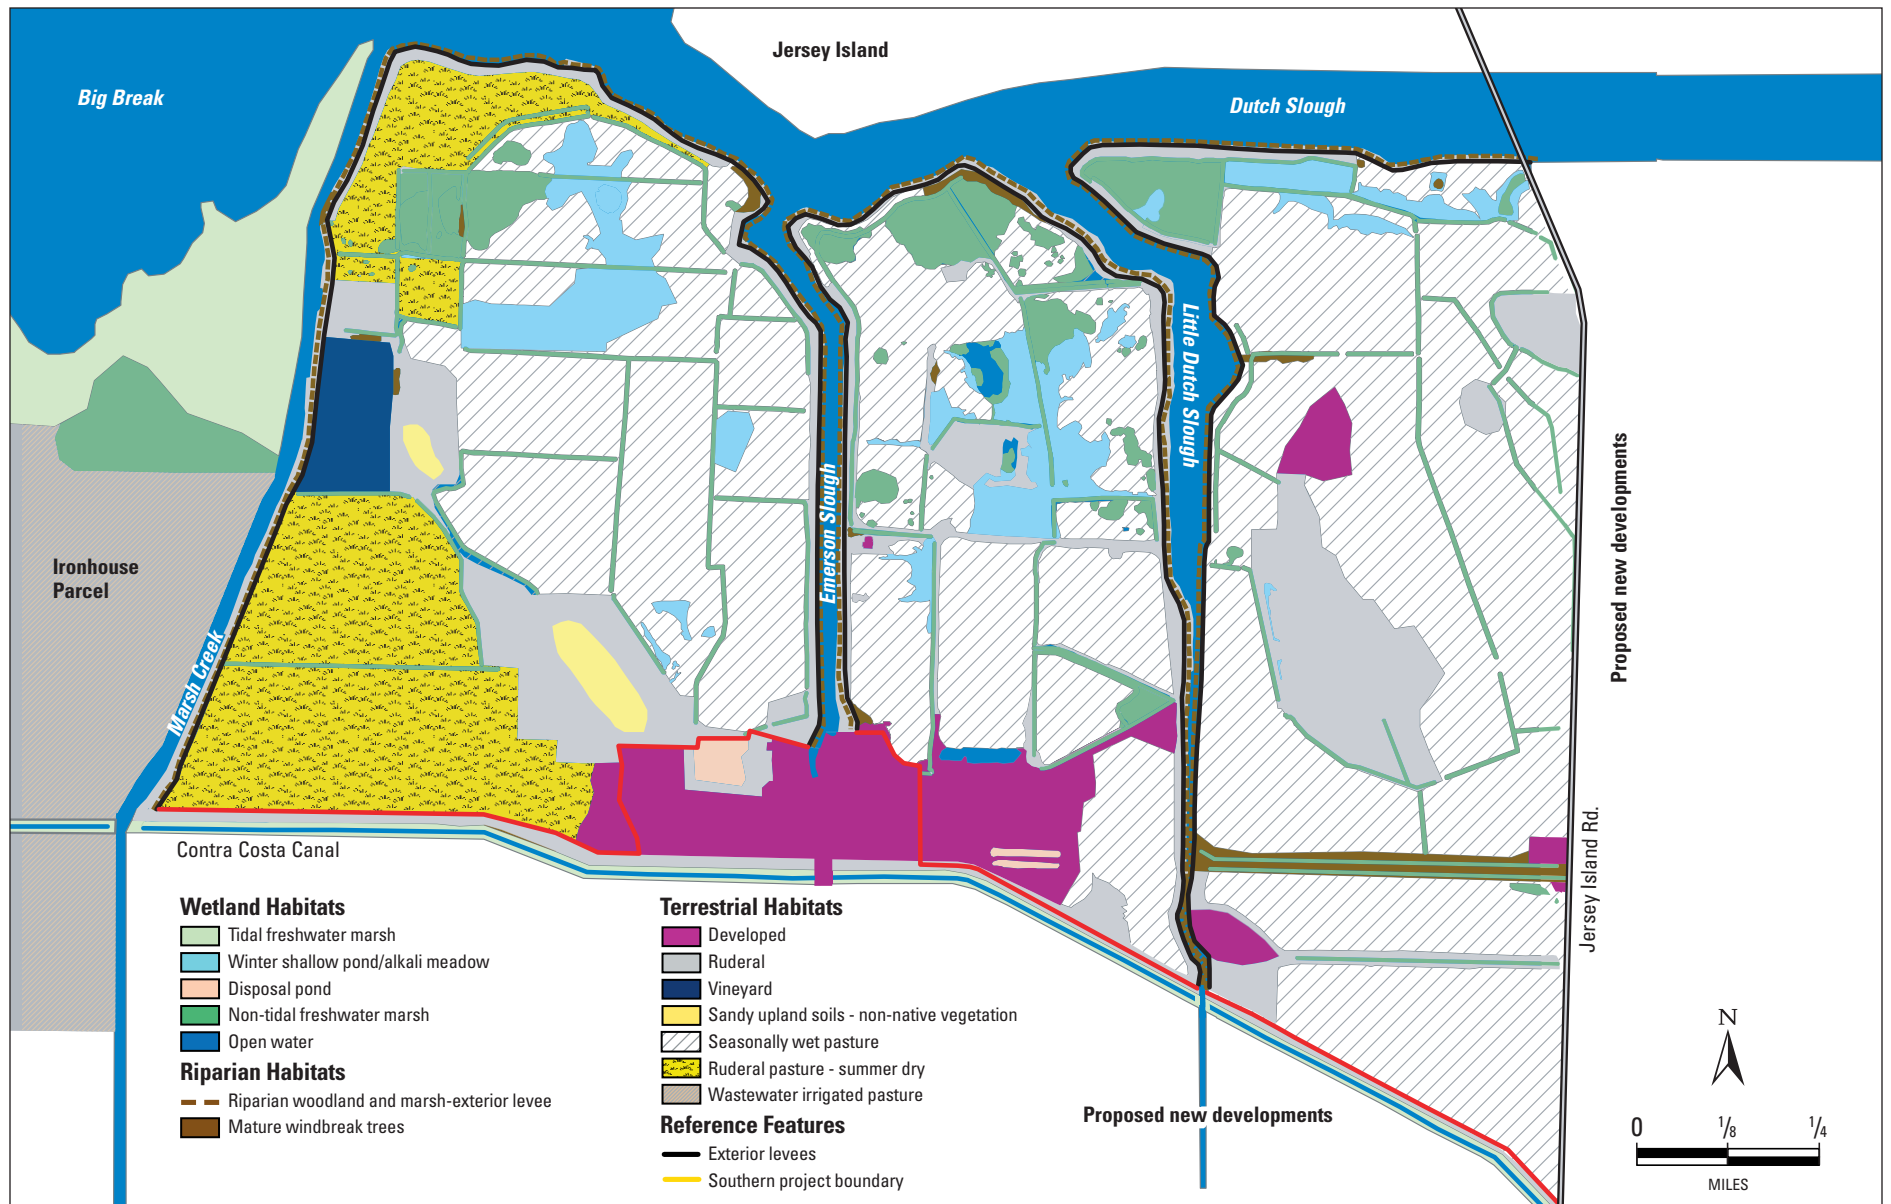 Jersey Island
Big Break
Dutch Slough
Little Dutch Slough
Emerson Slough
Proposed new developments
Ironhouse
Parcel
Marsh Creek
Jersey Island Rd.
Contra Costa Canal
Wetland Habitats
Tidal freshwater marsh
Winter shallow pond/alkali meadow
Disposal pond
Non-tidal freshwater marsh
Open water
Riparian Habitats
Riparian woodland and marsh-exterior levee
Mature windbreak trees
Terrestrial Habitats
Developed
Ruderal
Vineyard
Sandy upland soils - non-native vegetation
Seasonally wet pasture
Ruderal pasture - summer dry
Wastewater irrigated pasture
Reference Features
Exterior levees
Southern project boundary
Proposed new developments
N
0 1/8 1/4
MILES